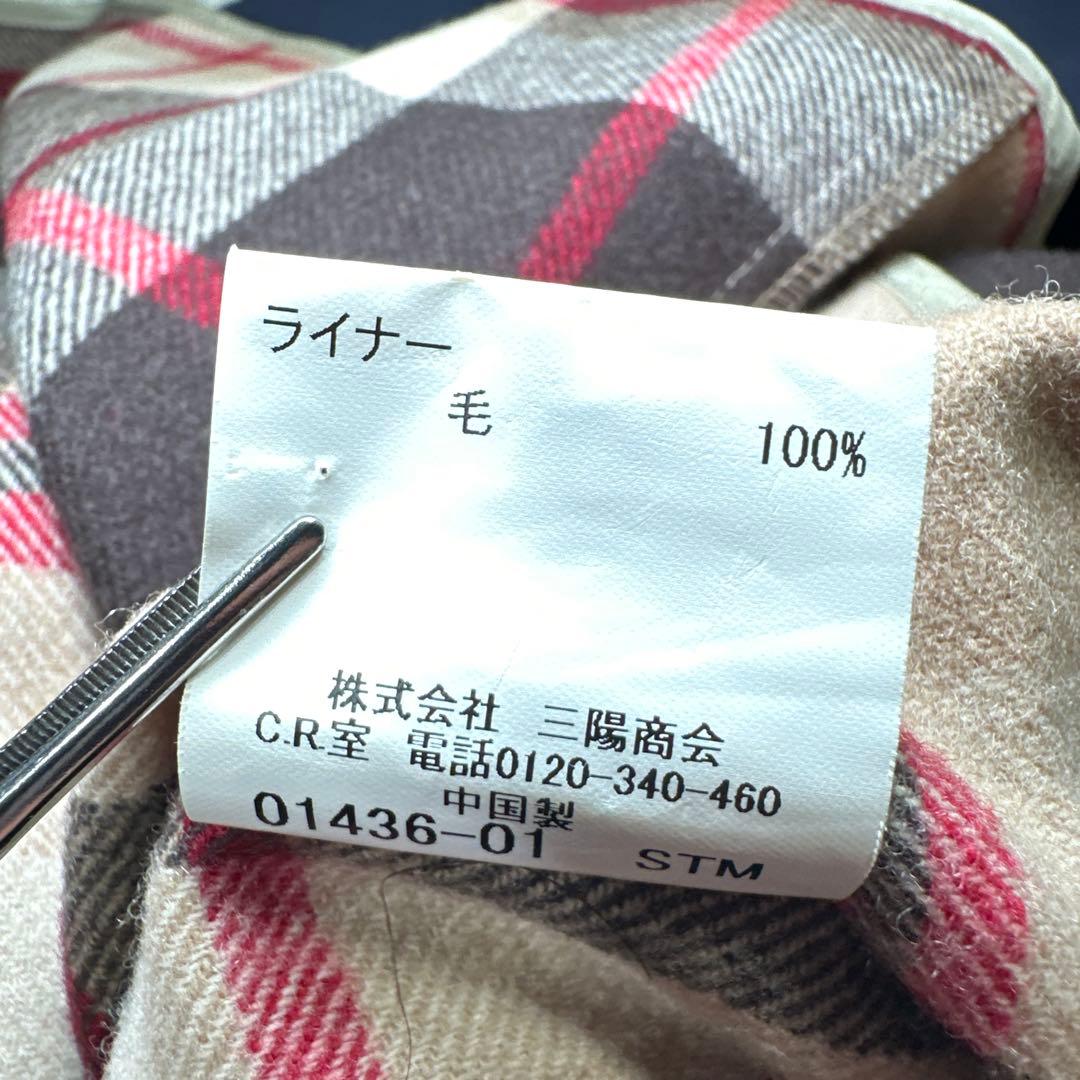 ライナー
毛 100%
株式会社 三陽商会
C.R.室 電話0120-340-460
中国製
01436-01 STM